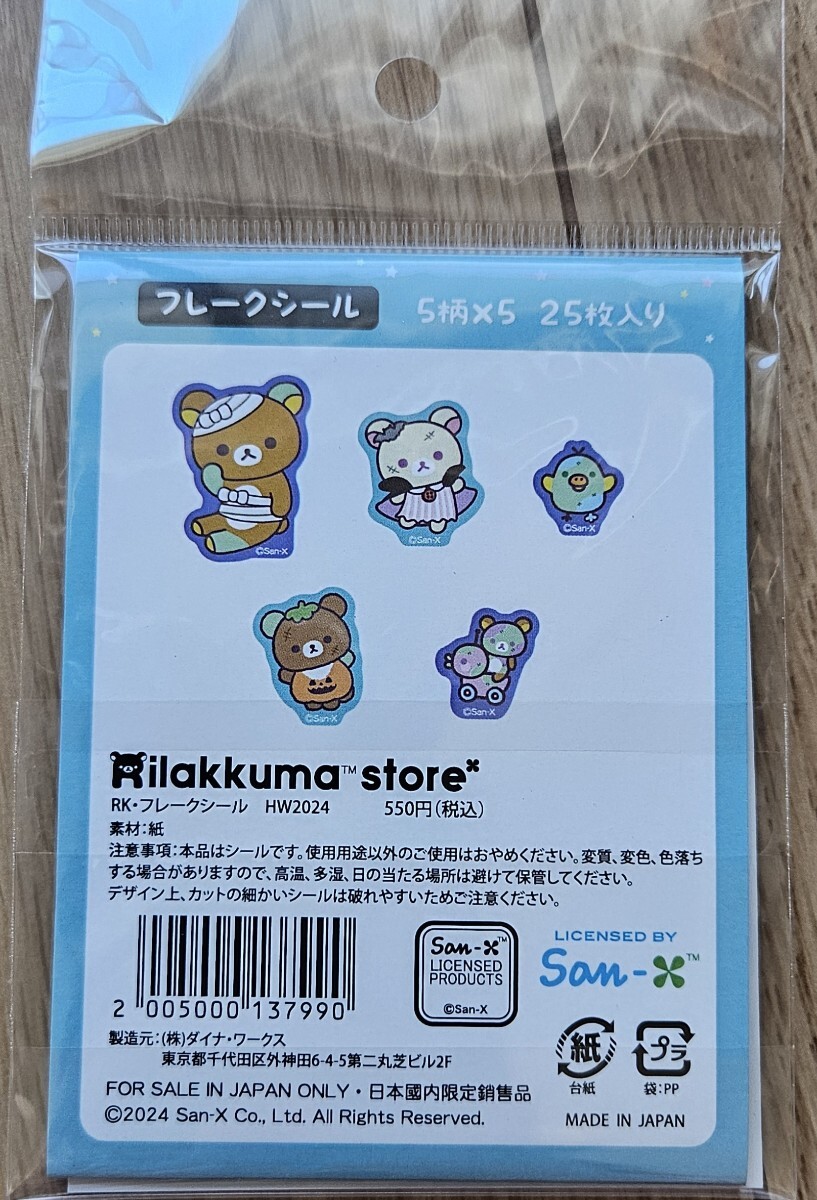 フレークシール 5柄×5 25枚入り
©San-X
©San-X
©San-X
©San-X
©San-X
Rilakkuma™ store
RK・フレークシール HW2024 550円(税込)
素材:紙
注意事項:本品はシールです。使用用途以外のご使用はおやめください。変質、変色、色落ち
する場合がありますので、高温、多湿、日の当たる場所は避けて保管してください。
デザイン上、カットの細かいシールは破れやすいためご注意ください。
2 005000 137990
San-X™
LICENSED
PRODUCTS
©San-X
LICENSED BY
San-X™
製造元:(株)ダイナ・ワークス
東京都千代田区外神田6-4-5第二丸芝ビル2F
紙
台紙
プラ
袋:PP
FOR SALE IN JAPAN ONLY・日本國内限定銷售品
©2024 San-X Co., Ltd. All Rights Reserved.
MADE IN JAPAN